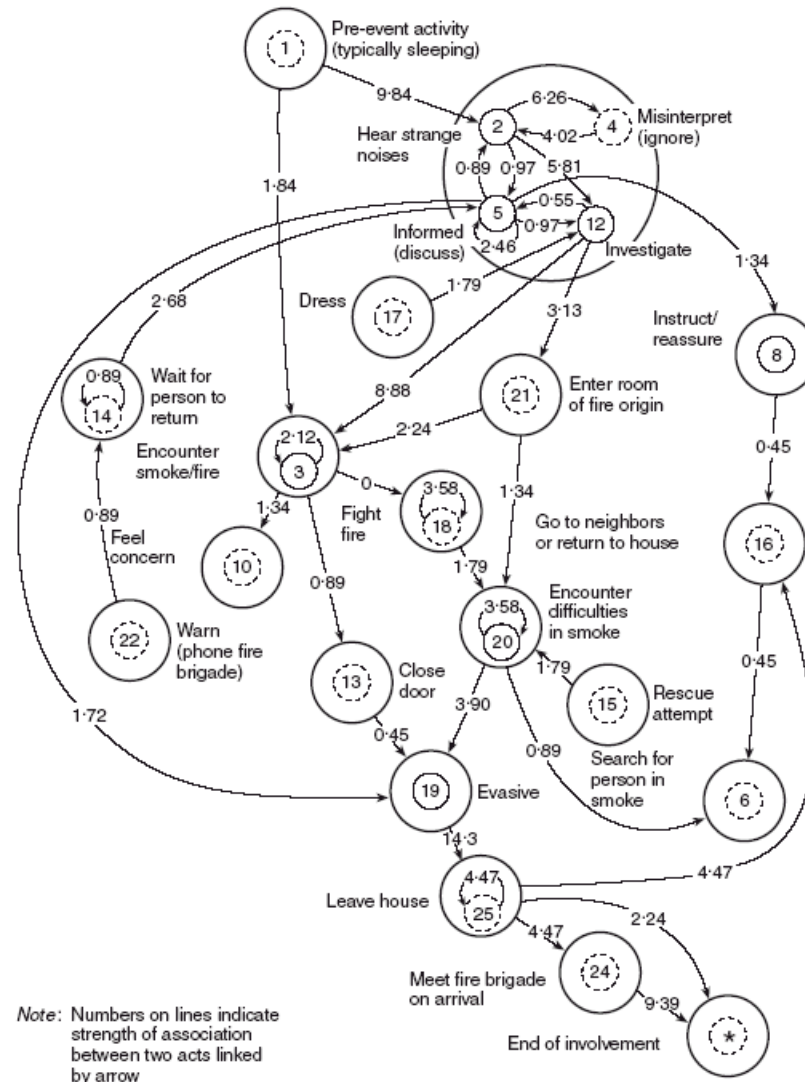 Pre-event activity
(typically sleeping)
1
9·84
6·26
2
4
4·02
Misinterpret
(ignore)
Hear strange
noises
0·89
0·97
5·81
1·84
5
0·55
0·97
12
Informed
(discuss)
2·46
Investigate
1·34
2·68
Dress
17
1·79
3·13
Instruct/
reassure
8
0·89
14
Wait for
person to
return
8·88
21
Enter room
of fire origin
Encounter
smoke/fire
2·12
3
2·24
0·45
0
Fight
fire
3·58
18
1·34
Go to neighbors
or return to house
16
0·89
Feel
concern
1·34
10
0·89
1·79
3·58
20
Encounter
difficulties
in smoke
22
Warn
(phone fire
brigade)
13
Close
door
1·79
15
Rescue
attempt
0·45
1·72
0·45
3·90
0·89
Search for
person in
smoke
6
19
Evasive
14·3
Leave house
4·47
25
4·47
4·47
2·24
Meet fire brigade
on arrival
24
9·39
End of involvement
*
Note: Numbers on lines indicate
strength of association
between two acts linked
by arrow